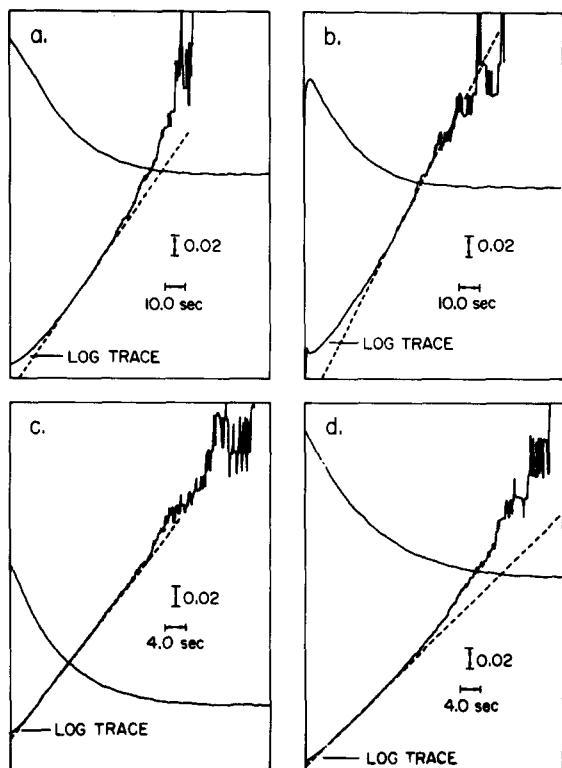 a.
0.02
10.0 sec
LOG TRACE
b.
0.02
10.0 sec
LOG TRACE
c.
0.02
4.0 sec
LOG TRACE
d.
0.02
4.0 sec
LOG TRACE